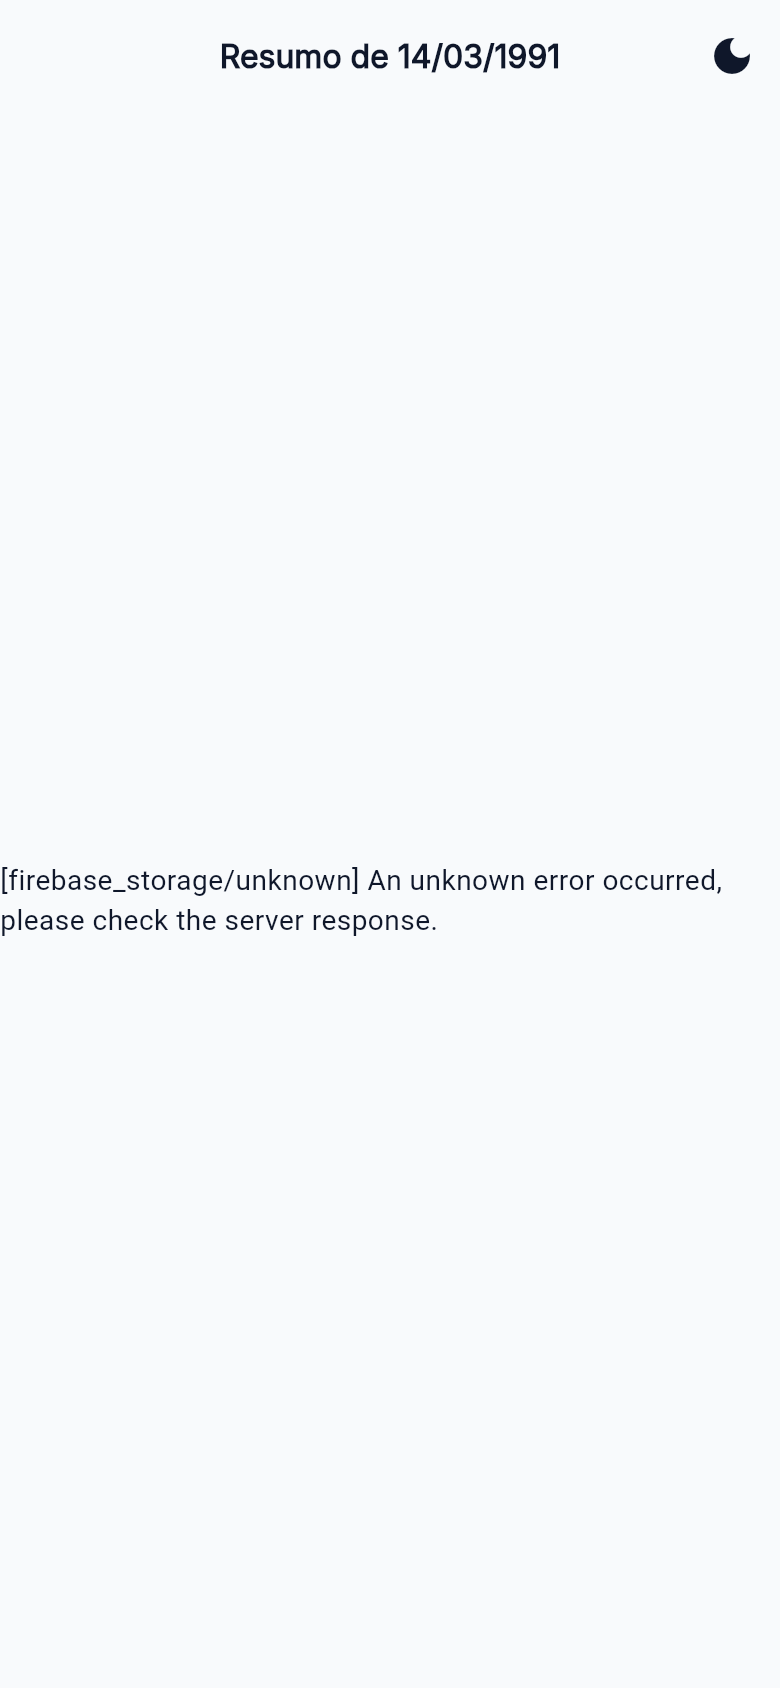 Resumo de 14/03/1991
[firebase_storage/unknown] An unknown error occurred,
please check the server response.